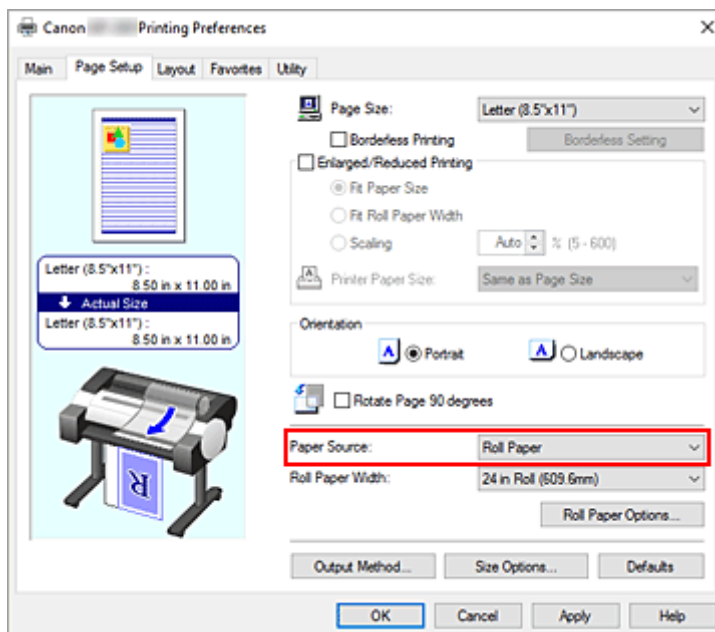 Canon Printing Preferences
Main Page Setup Layout Favorites Utility
Page Size: Letter (8.5"x11")
Borderless Printing Borderless Setting
Enlarged/Reduced Printing
Fit Paper Size
Fit Roll Paper Width
Scaling Auto % (5 - 600)
Printer Paper Size: Same as Page Size
Letter (8.5"x11") :
8.50 in x 11.00 in
Actual Size
Letter (8.5"x11") :
8.50 in x 11.00 in
Orientation
A Portrait A Landscape
Rotate Page 90 degrees
R
Paper Source: Roll Paper
Roll Paper Width: 24 in Roll (609.6mm)
Roll Paper Options...
Output Method... Size Options... Defaults
OK Cancel Apply Help